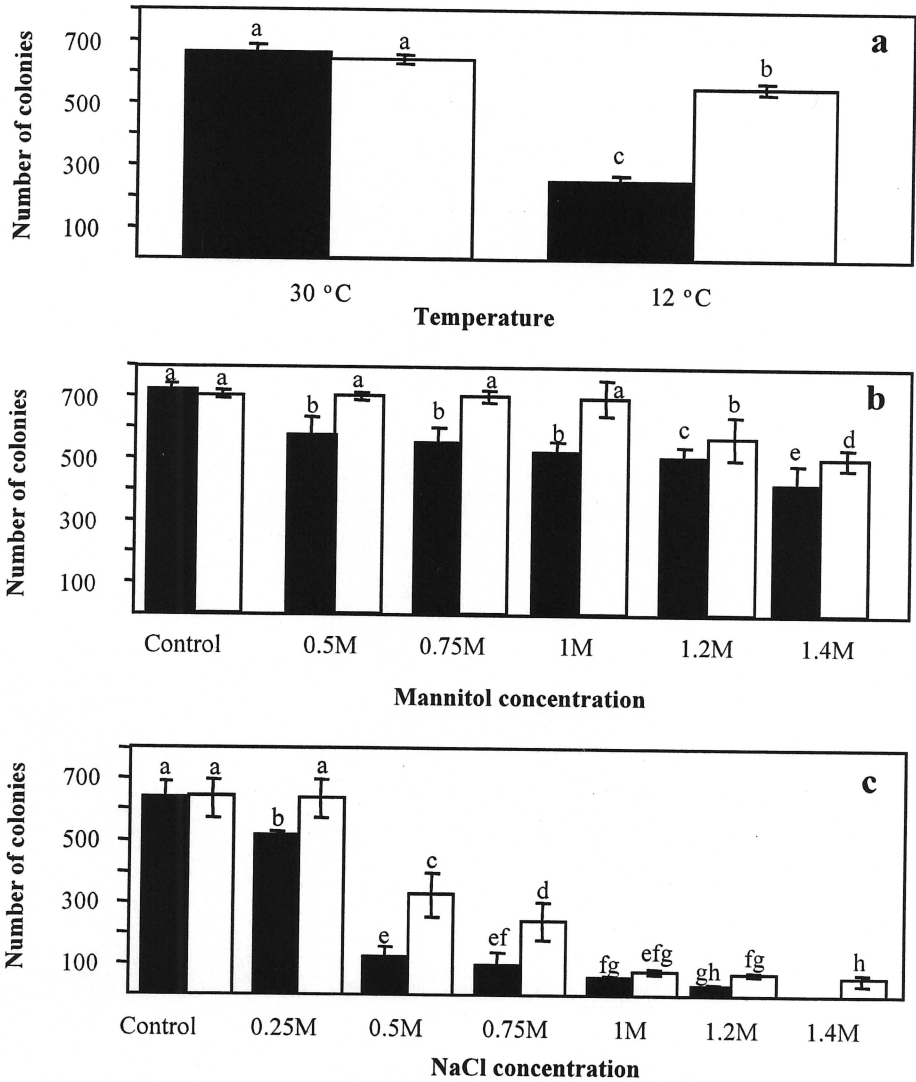 a
700
500
300
100
Number of colonies
a a b c
30 °C 12 °C
Temperature
b
700
500
300
100
Number of colonies
a a b a b a b a c b e d
Control 0.5M 0.75M 1M 1.2M 1.4M
Mannitol concentration
c
700
500
300
100
Number of colonies
a a b a e c ef d fg efg gh fg h
Control 0.25M 0.5M 0.75M 1M 1.2M 1.4M
NaCl concentration